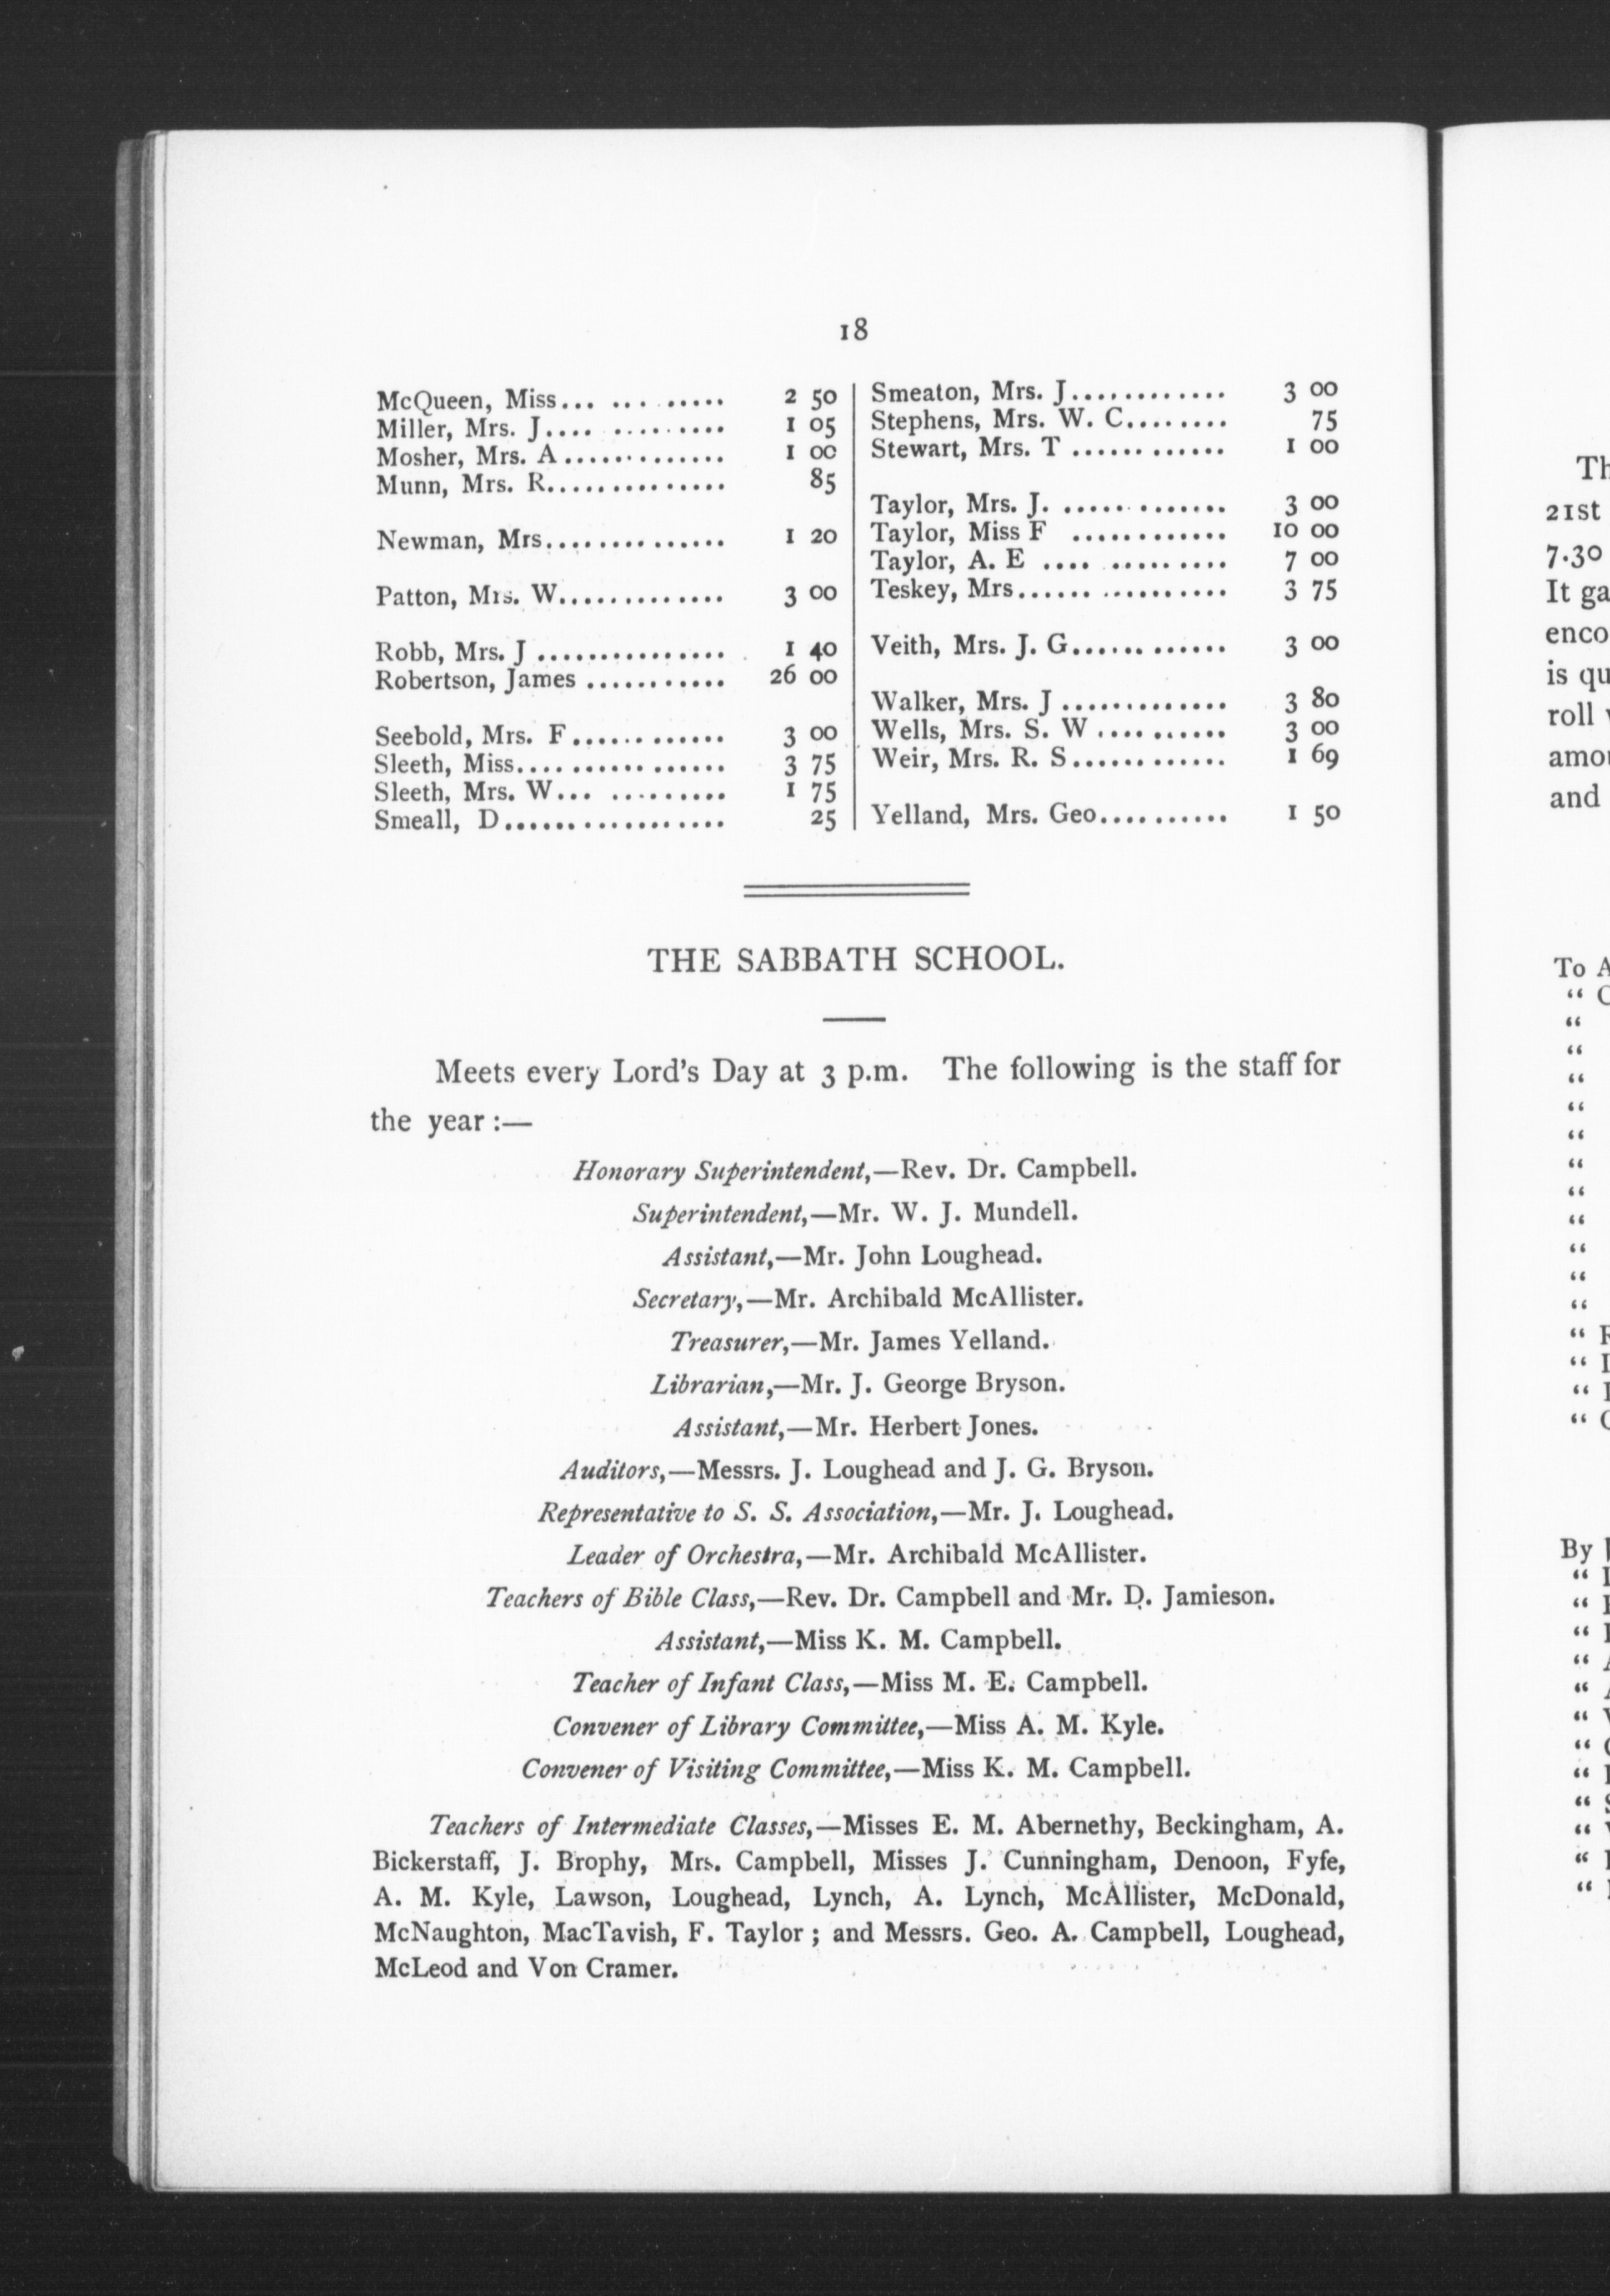 18
McQueen, Miss... ... ...... 2 50
Miller, Mrs. J.... ......... 1 05
Mosher, Mrs. A............. 1 00
Munn, Mrs. R.............. 85
Newman, Mrs.............. 1 20
Patton, Mrs. W............. 3 00
Robb, Mrs. J ............... 1 40
Robertson, James ........... 26 00
Seebold, Mrs. F............ 3 00
Sleeth, Miss................. 3 75
Sleeth, Mrs. W... .......... 1 75
Smeall, D.................. 25
Smeaton, Mrs. J............. 3 00
Stephens, Mrs. W. C........ 75
Stewart, Mrs. T ............ 1 00
Taylor, Mrs. J. ............. 3 00
Taylor, Miss F ............ 10 00
Taylor, A. E .... ......... 7 00
Teskey, Mrs...... .......... 3 75
Veith, Mrs. J. G............ 3 00
Walker, Mrs. J ............. 3 80
Wells, Mrs. S. W .......... 3 00
Weir, Mrs. R. S............ 1 69
Yelland, Mrs. Geo.......... 1 50
THE SABBATH SCHOOL.
Meets every Lord's Day at 3 p.m. The following is the staff for
the year :—
Honorary Superintendent,—Rev. Dr. Campbell.
Superintendent,—Mr. W. J. Mundell.
Assistant,—Mr. John Loughead.
Secretary,—Mr. Archibald McAllister.
Treasurer,—Mr. James Yelland.
Librarian,—Mr. J. George Bryson.
Assistant,—Mr. Herbert Jones.
Auditors,—Messrs. J. Loughead and J. G. Bryson.
Representative to S. S. Association,—Mr. J. Loughead.
Leader of Orchestra,—Mr. Archibald McAllister.
Teachers of Bible Class,—Rev. Dr. Campbell and Mr. D. Jamieson.
Assistant,—Miss K. M. Campbell.
Teacher of Infant Class,—Miss M. E. Campbell.
Convener of Library Committee,—Miss A. M. Kyle.
Convener of Visiting Committee,—Miss K. M. Campbell.
Teachers of Intermediate Classes,—Misses E. M. Abernethy, Beckingham, A.
Bickerstaff, J. Brophy, Mrs. Campbell, Misses J. Cunningham, Denoon, Fyfe,
A. M. Kyle, Lawson, Loughead, Lynch, A. Lynch, McAllister, McDonald,
McNaughton, MacTavish, F. Taylor ; and Messrs. Geo. A. Campbell, Loughead,
McLeod and Von Cramer.
21st
7.30
It
is
roll
and
To
By